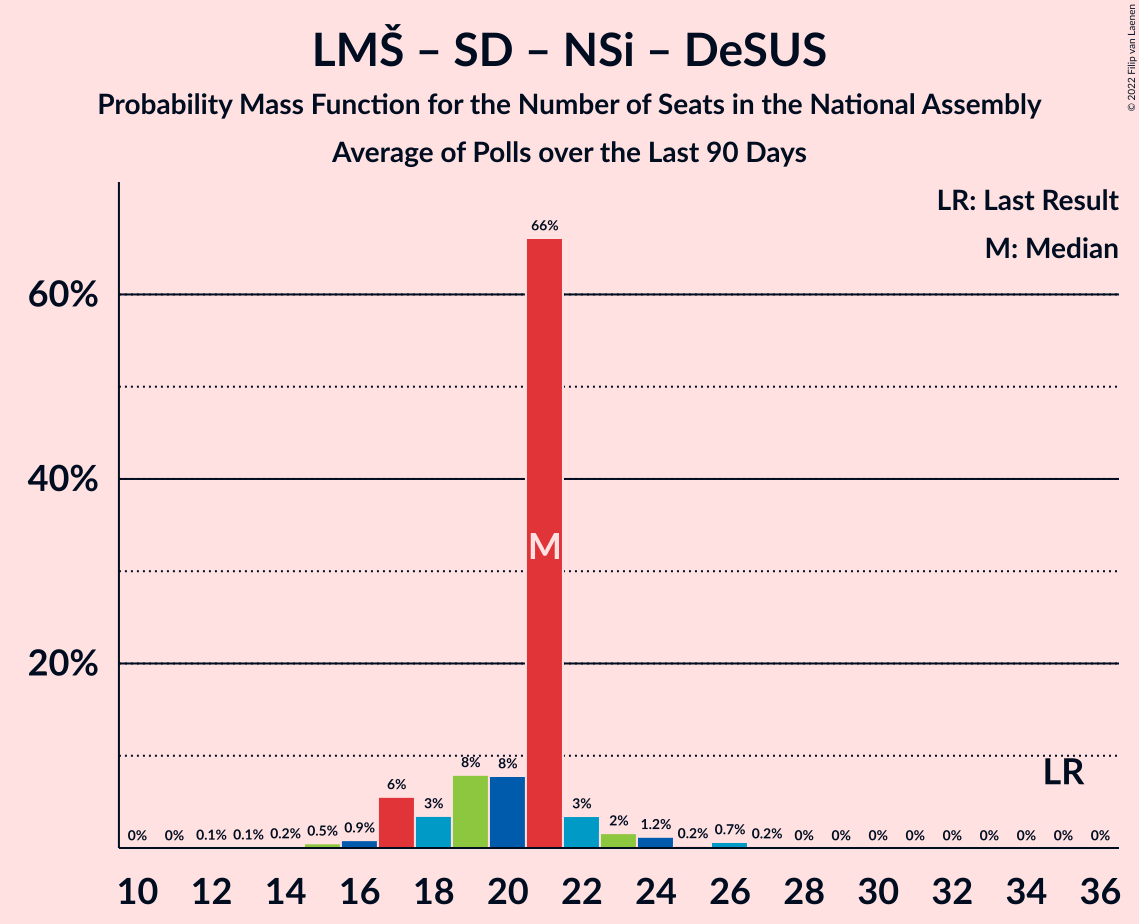 LMŠ – SD – NSi – DeSUS
Probability Mass Function for the Number of Seats in the National Assembly
Average of Polls over the Last 90 Days
© 2022 Filip van Laenen
LR: Last Result
M: Median
60%
40%
20%
0% 0% 0.1% 0.1% 0.2% 0.5% 0.9% 6% 3% 8% 8% 66% 3% 2% 1.2% 0.2% 0.7% 0.2% 0% 0% 0% 0% 0% 0% 0% 0% 0%
M
LR
10 12 14 16 18 20 22 24 26 28 30 32 34 36